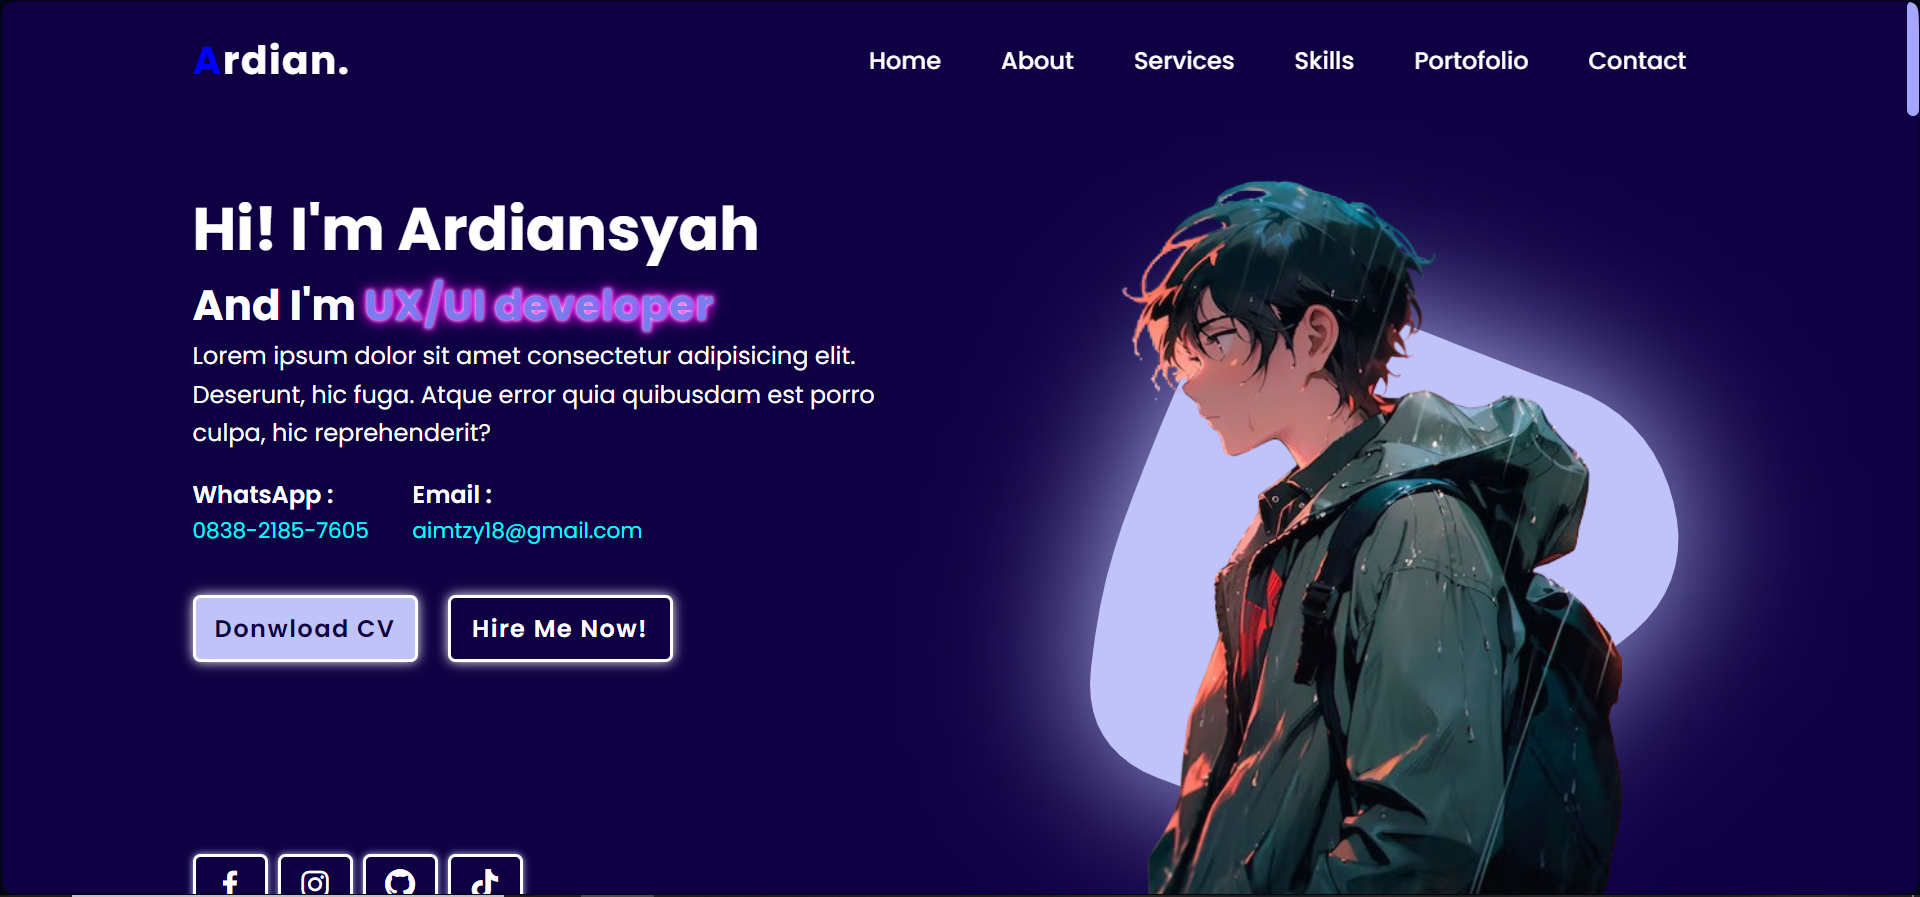 Ardian.
Home About Services Skills Portofolio Contact
Hi! I'm Ardiansyah
And I'm UX/UI developer
Lorem ipsum dolor sit amet consectetur adipisicing elit.
Deserunt, hic fuga. Atque error quia quibusdam est porro
culpa, hic reprehenderit?
WhatsApp : Email :
0838-2185-7605 aimtzy18@gmail.com
Donwload CV Hire Me Now!